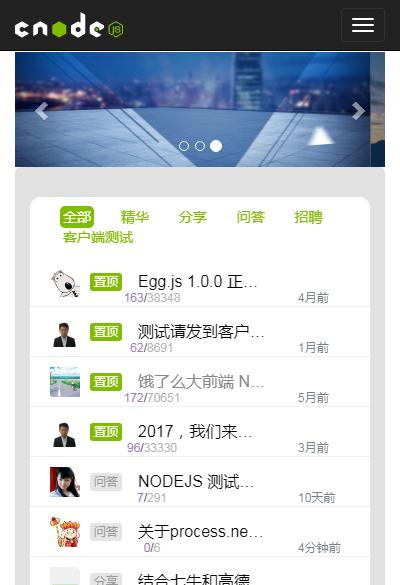 cnode JS
全部 精华 分享 问答 招聘
客户端测试
置顶 Egg.js 1.0.0 正...
163/38348 4月前
置顶 测试请发到客户...
62/8691 1月前
置顶 饿了么大前端 N...
172/70651 5月前
置顶 2017，我们来...
96/33330 3月前
问答 NODEJS 测试...
7/291 10天前
问答 关于process.ne...
0/6 4分钟前
分享 结合七牛和高德